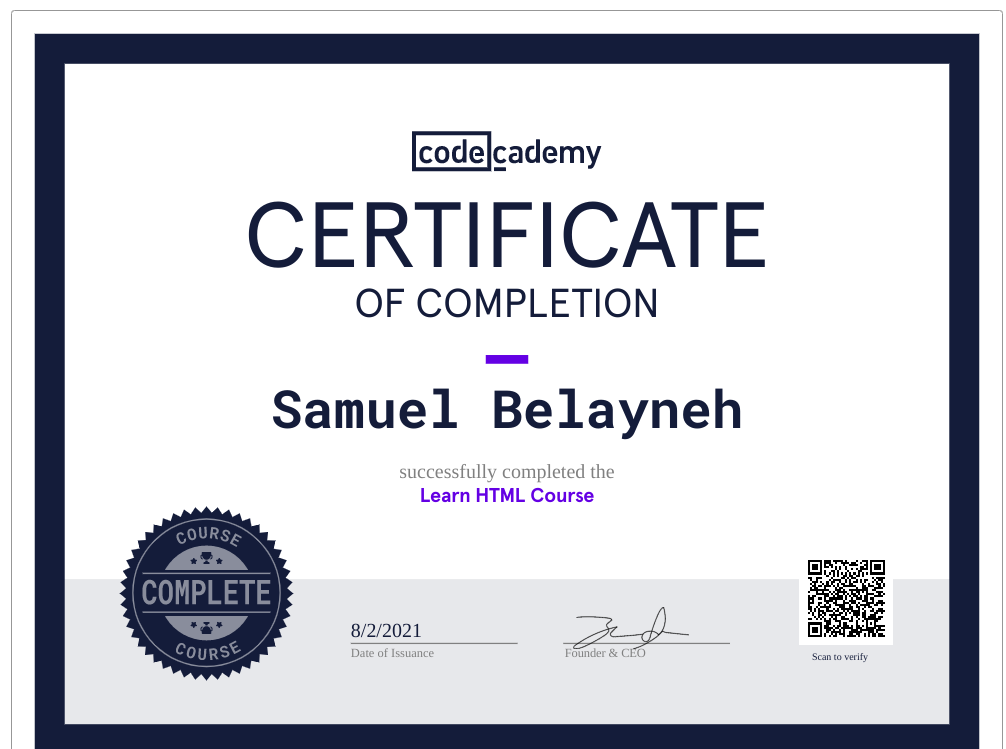 codecademy
CERTIFICATE
OF COMPLETION
Samuel Belayneh
successfully completed the
Learn HTML Course
COURSE
COMPLETE
COURSE
8/2/2021
Date of Issuance
Founder & CEO
Scan to verify